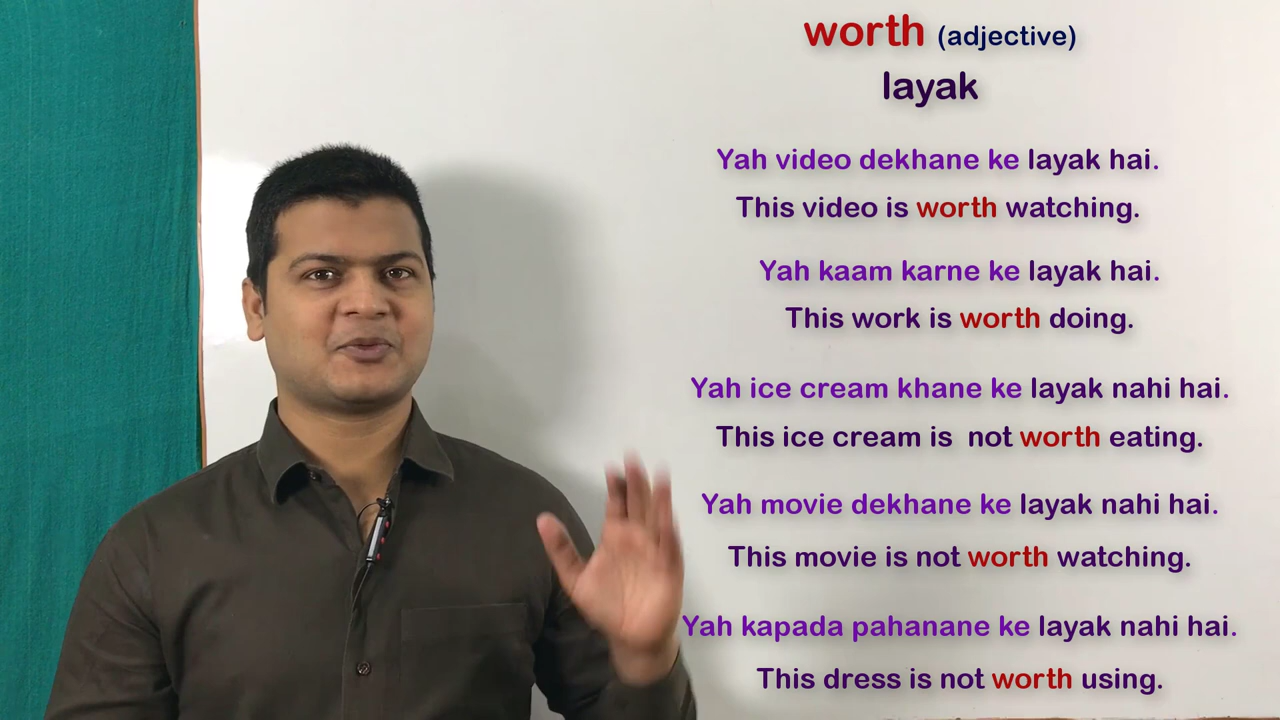 worth (adjective)
layak
Yah video dekhane ke layak hai.
This video is worth watching.
Yah kaam karne ke layak hai.
This work is worth doing.
Yah ice cream khane ke layak nahi hai.
This ice cream is  not worth eating.
Yah movie dekhane ke layak nahi hai.
This movie is not worth watching.
Yah kapada pahanane ke layak nahi hai.
This dress is not worth using.